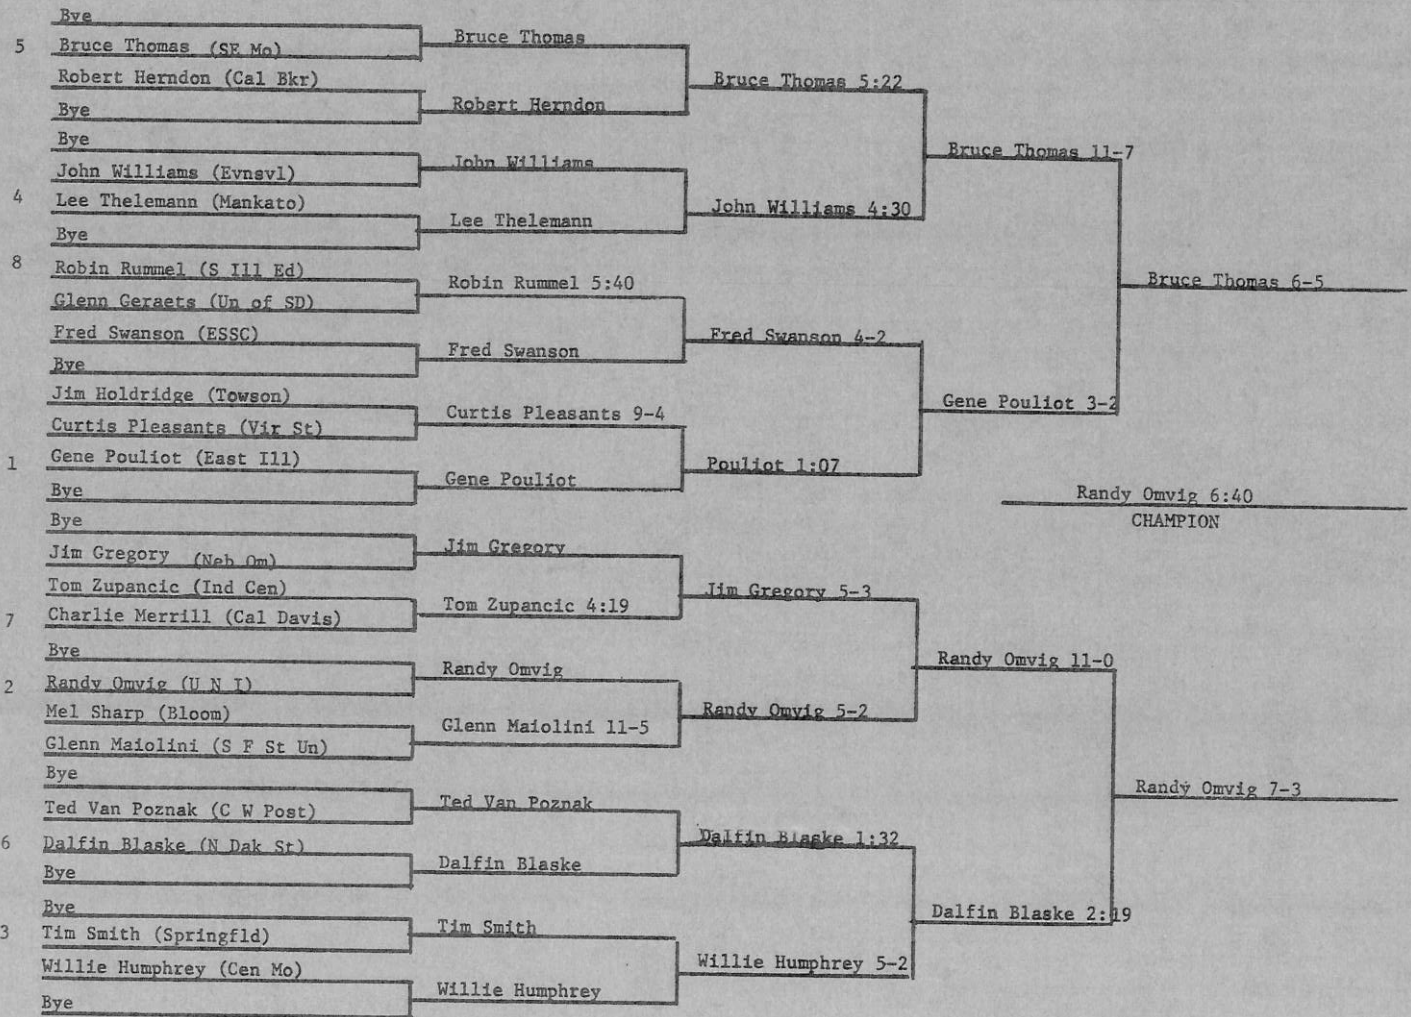 Bye
5 Bruce Thomas (SE Mo)
Robert Herndon (Cal Bkr)
Bye
Bye
John Williams (Evnsvl)
4 Lee Thelemann (Mankato)
Bye
8 Robin Rummel (S Ill Ed)
Glenn Geraets (Un of SD)
Fred Swanson (ESSC)
Bye
Jim Holdridge (Towson)
Curtis Pleasants (Vir St)
1 Gene Pouliot (East Ill)
Bye
Bye
Jim Gregory (Neb Om)
Tom Zupancic (Ind Cen)
7 Charlie Merrill (Cal Davis)
Bye
2 Randy Omvig (U N I)
Mel Sharp (Bloom)
Glenn Maiolini (S F St Un)
Bye
Ted Van Poznak (C W Post)
6 Dalfin Blaske (N Dak St)
Bye
Bye
3 Tim Smith (Springfld)
Willie Humphrey (Cen Mo)
Bye
Bruce Thomas
Robert Herndon
John Williams
Lee Thelemann
Robin Rummel 5:40
Fred Swanson
Curtis Pleasants 9-4
Gene Pouliot
Jim Gregory
Tom Zupancic 4:19
Randy Omvig
Glenn Maiolini 11-5
Ted Van Poznak
Dalfin Blaske
Tim Smith
Willie Humphrey
Bruce Thomas 5:22
John Williams 4:30
Fred Swanson 4-2
Pouliot 1:07
Jim Gregory 5-3
Randy Omvig 5-2
Dalfin Blaske 1:32
Willie Humphrey 5-2
Bruce Thomas 11-7
Gene Pouliot 3-2
Randy Omvig 11-0
Dalfin Blaske 2:19
Bruce Thomas 6-5
Randy Omvig 7-3
Randy Omvig 6:40
CHAMPION